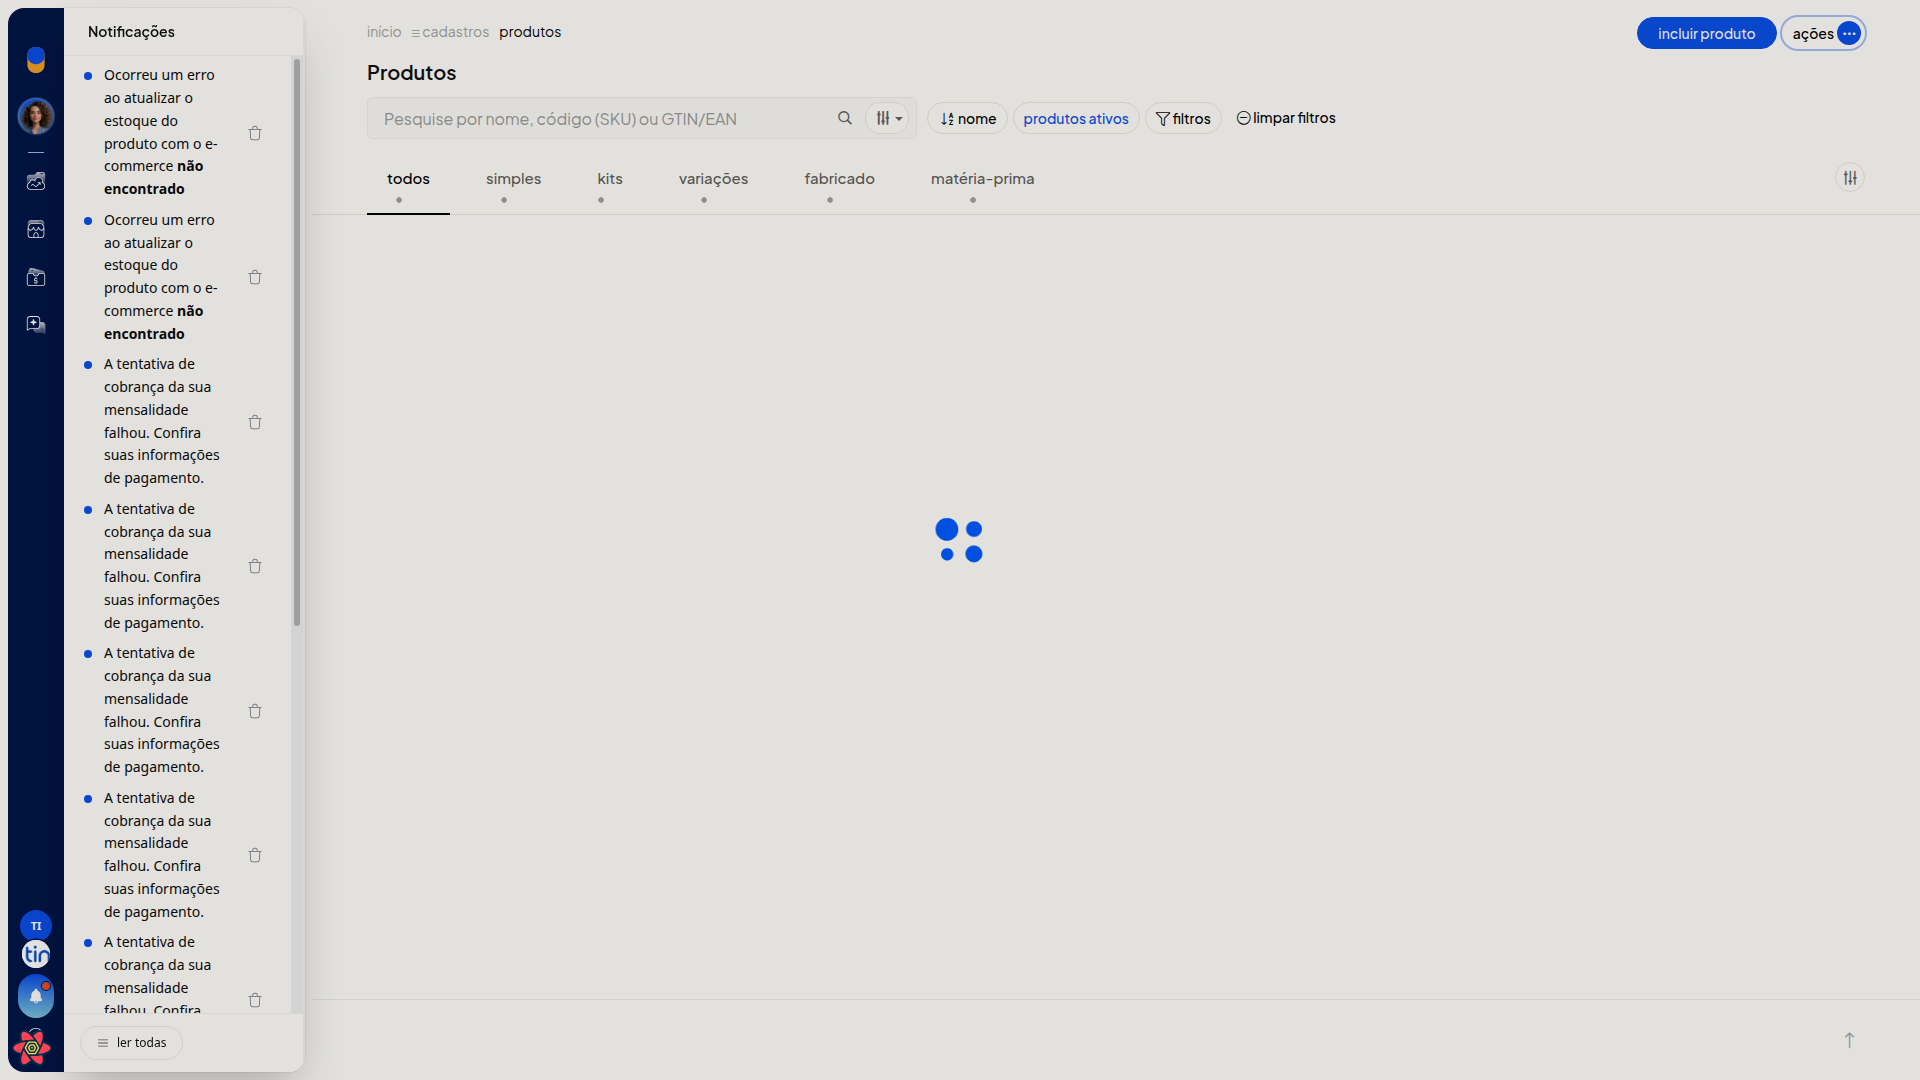 Notificações
Ocorreu um erro
ao atualizar o
estoque do
produto com o e-
commerce não
encontrado
Ocorreu um erro
ao atualizar o
estoque do
produto com o e-
commerce não
encontrado
A tentativa de
cobrança da sua
mensalidade
falhou. Confira
suas informações
de pagamento.
A tentativa de
cobrança da sua
mensalidade
falhou. Confira
suas informações
de pagamento.
A tentativa de
cobrança da sua
mensalidade
falhou. Confira
suas informações
de pagamento.
A tentativa de
cobrança da sua
mensalidade
falhou. Confira
suas informações
de pagamento.
A tentativa de
cobrança da sua
mensalidade
falhou. Confira
ler todas
TI
tin
início cadastros produtos
incluir produto
ações
Produtos
Pesquise por nome, código (SKU) ou GTIN/EAN
nome
produtos ativos
filtros
limpar filtros
todos
simples
kits
variações
fabricado
matéria-prima